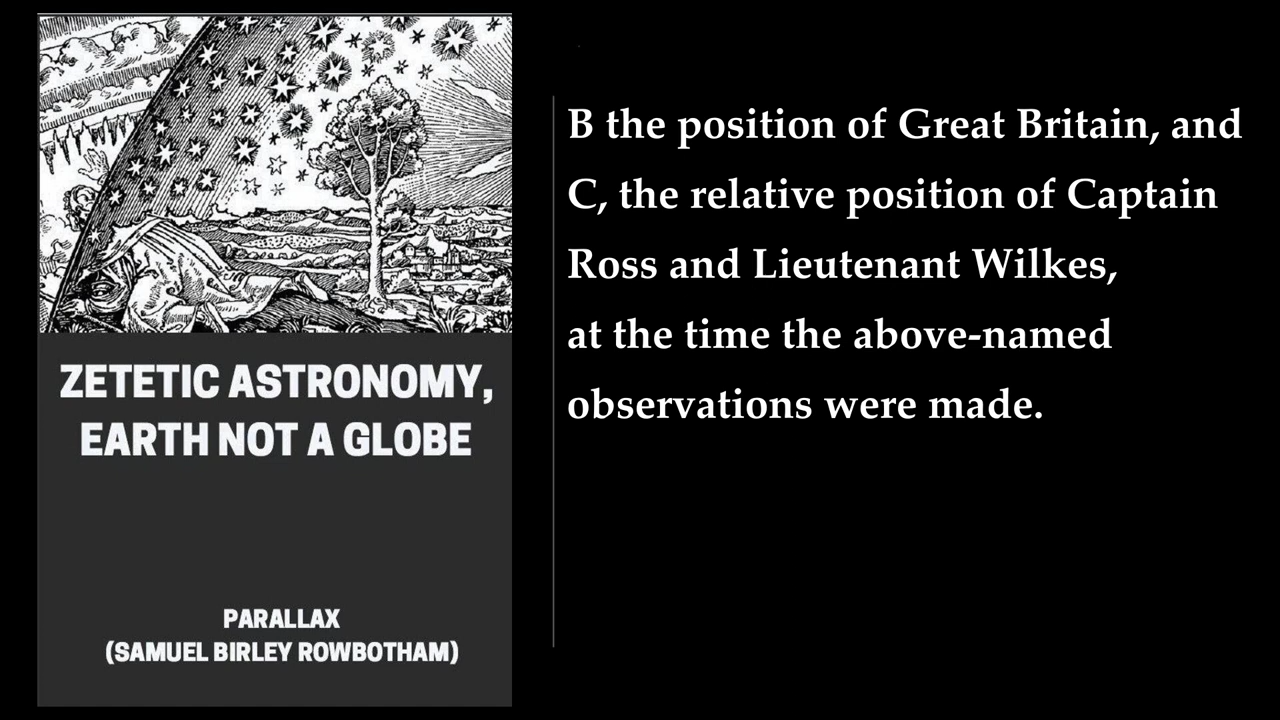 ZETETIC ASTRONOMY,
EARTH NOT A GLOBE
PARALLAX
(SAMUEL BIRLEY ROWBOTHAM)
B the position of Great Britain, and
C, the relative position of Captain
Ross and Lieutenant Wilkes,
at the time the above-named
observations were made.